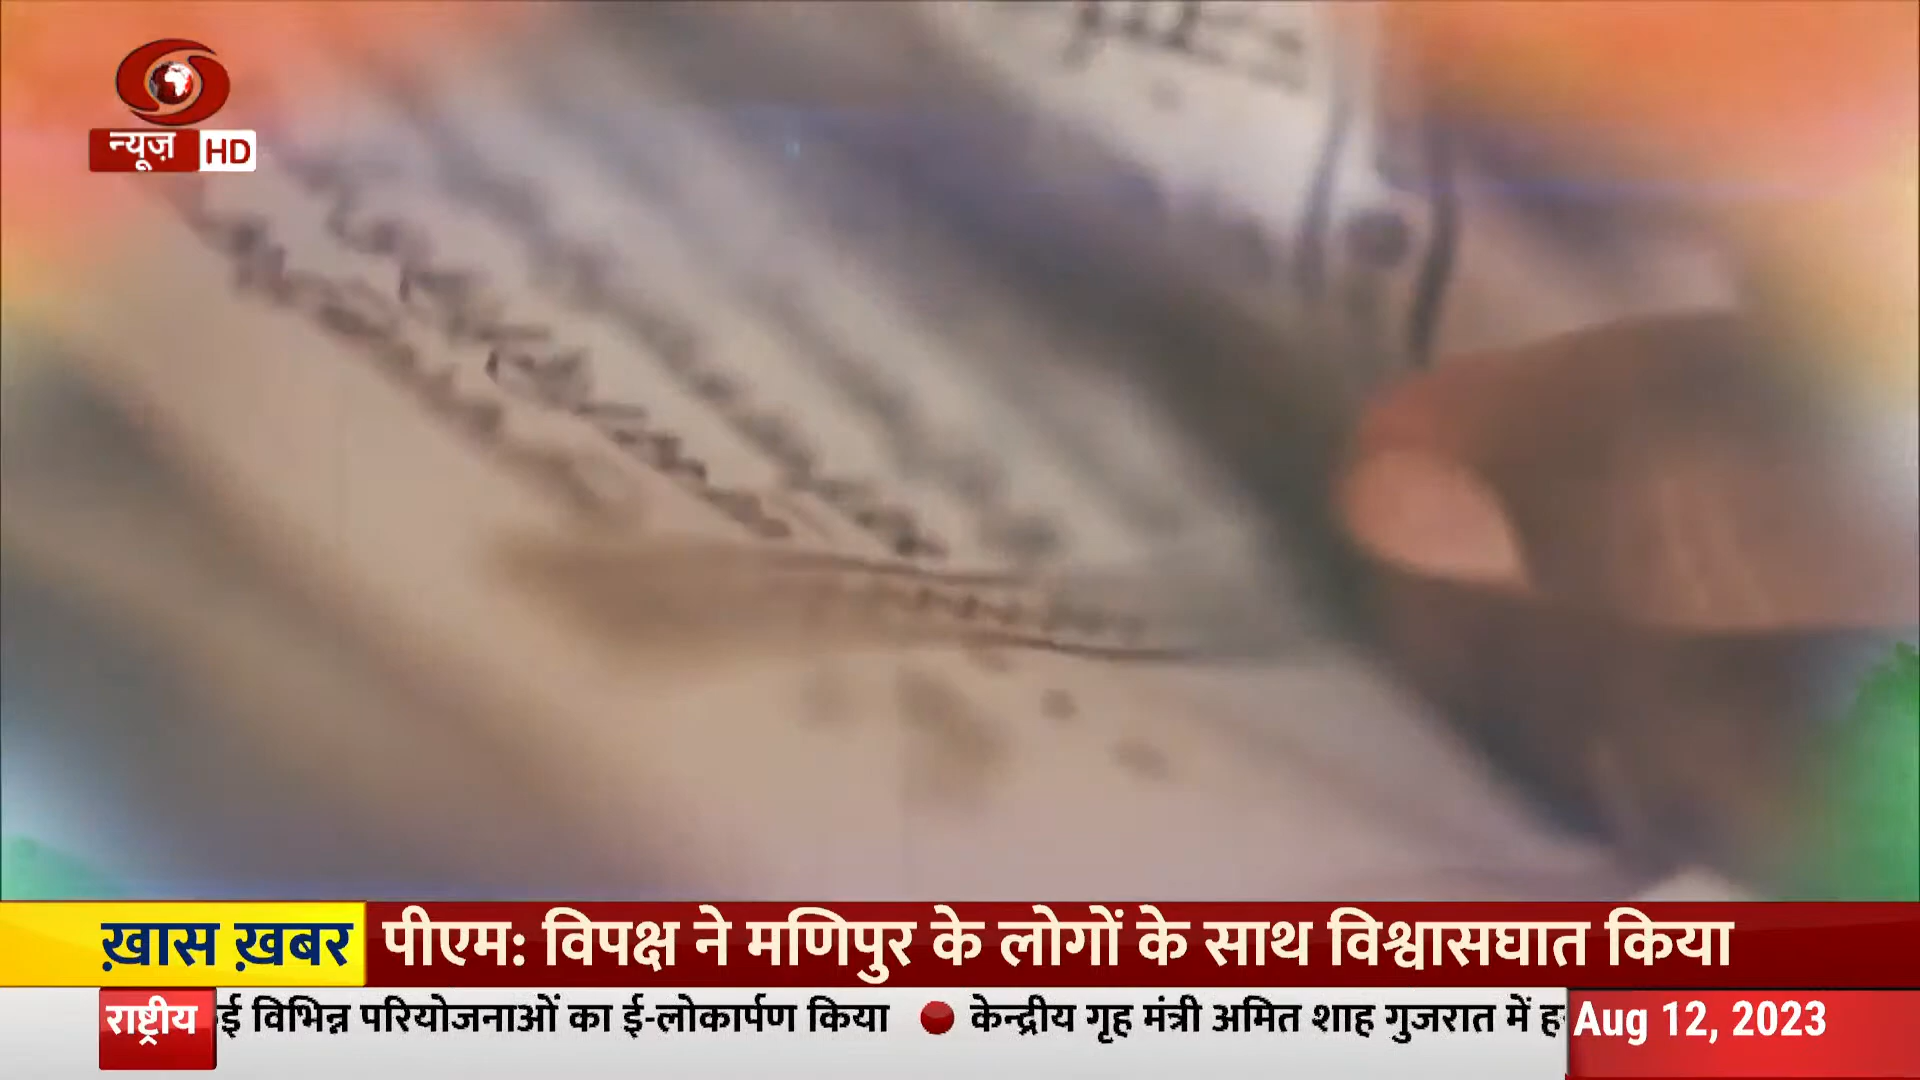 न्यूज़ HD
ख़ास ख़बर पीएम: विपक्ष ने मणिपुर के लोगों के साथ विश्वासघात किया
राष्ट्रीय ई विभिन्न परियोजनाओं का ई-लोकार्पण किया केन्द्रीय गृह मंत्री अमित शाह गुजरात में Aug 12, 2023